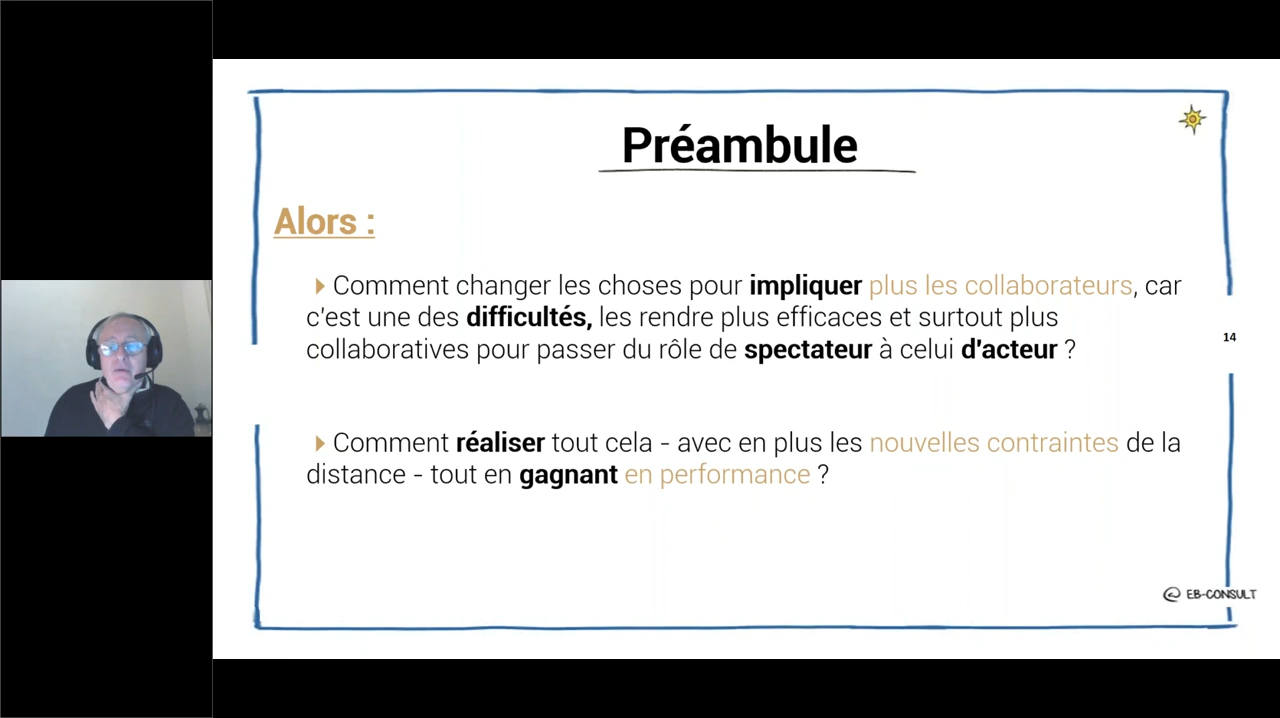 Préambule
Alors :
Comment changer les choses pour impliquer plus les collaborateurs, car
c'est une des difficultés, les rendre plus efficaces et surtout plus
collaboratives pour passer du rôle de spectateur à celui d'acteur ?
14
Comment réaliser tout cela - avec en plus les nouvelles contraintes de la
distance - tout en gagnant en performance ?
@ EB-CONSULT